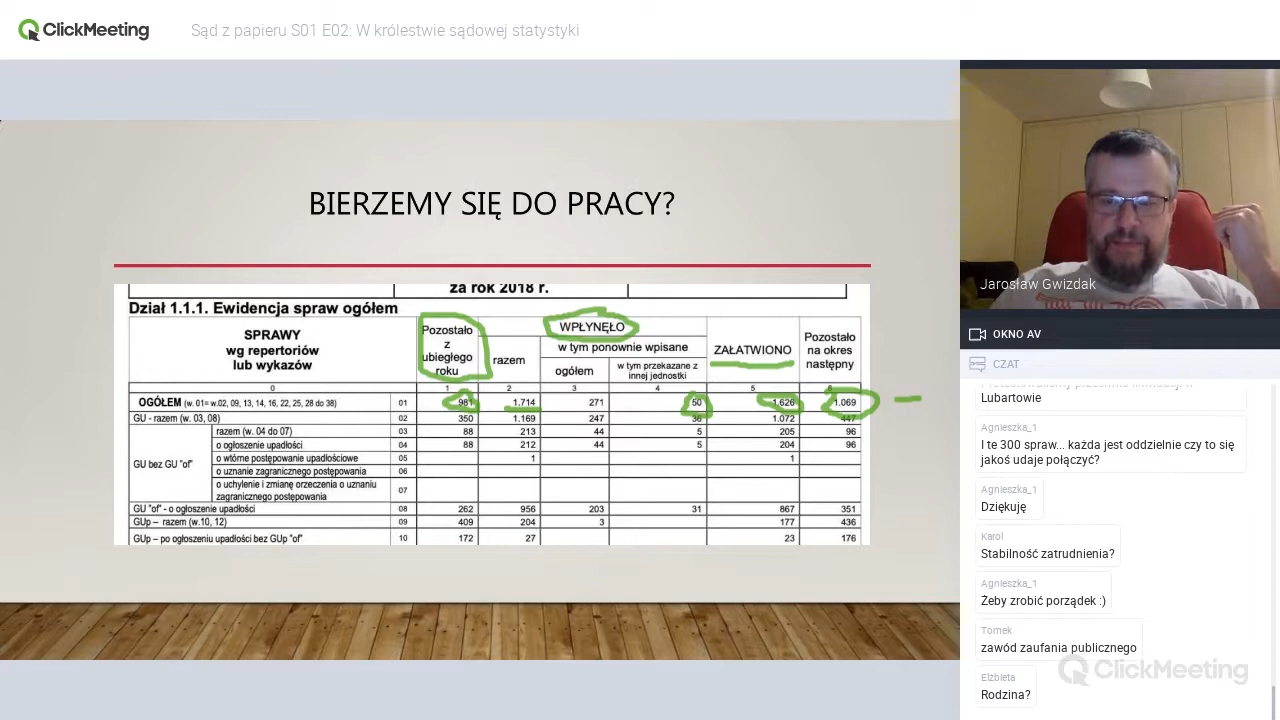 ClickMeeting
Sąd z papieru S01 E02: W królestwie sądowej statystyki
BIERZEMY SIĘ DO PRACY?
za rok 2018 r.
Dział 1.1.1. Ewidencja spraw ogółem
SPRAWY
wg repertoriów
lub wykazów
Pozostało
z
ubiegłego
roku
WPŁYNĘŁO
razem
w tym ponownie wpisane
ogółem
w tym przekazane z
innej jednostki
ZAŁATWIONO
Pozostało
na okres
następny
0 1 2 3 4 5 6
OGÓŁEM (w. 01= w.02, 09, 13, 14, 16, 22, 25, 28 do 38) 01 981 1.714 271 50 1.626 1.069
GU - razem (w. 03, 08) 02 350 1.169 247 36 1.072 447
GU bez GU "of"
razem (w. 04 do 07) 03 88 213 44 5 205 96
o ogłoszenie upadłości 04 88 212 44 5 204 96
o wtórne postępowanie upadłościowe 05 1 1
o uznanie zagranicznego postępowania 06
o uchylenie i zmianę orzeczenia o uznaniu
zagranicznego postępowania 07
GU "of" - o ogłoszenie upadłości 08 262 956 203 31 867 351
GUp – razem (w.10, 12) 09 409 204 3 177 436
GUp – po ogłoszeniu upadłości bez GUp "of" 10 172 27 23 176
Jarosław Gwizdak
OKNO AV
CZAT
Lubartowie
Agnieszka_1
I te 300 spraw... każda jest oddzielnie czy to się
jakoś udaje połączyć?
Agnieszka_1
Dziękuję
Karol
Stabilność zatrudnienia?
Agnieszka_1
Żeby zrobić porządek :)
Tomek
zawód zaufania publicznego
Elżbieta
Rodzina?
ClickMeeting